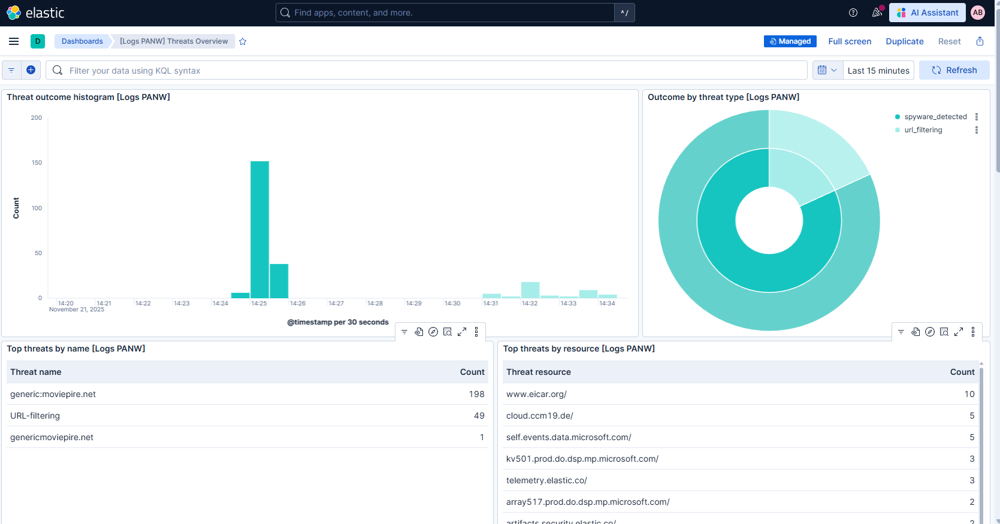 elastic
Find apps, content, and more.
^ /
AI Assistant
AB
D
Dashboards
[Logs PANW] Threats Overview
Managed
Full screen
Duplicate
Reset
Filter your data using KQL syntax
Last 15 minutes
Refresh
Threat outcome histogram [Logs PANW]
Count
200
150
100
50
0
14:20 14:21 14:22 14:23 14:24 14:25 14:26 14:27 14:28 14:29 14:30 14:31 14:32 14:33 14:34
November 21, 2025
@timestamp per 30 seconds
Outcome by threat type [Logs PANW]
spyware_detected
url_filtering
Top threats by name [Logs PANW]
Threat name Count
generic:moviepire.net 198
URL-filtering 49
genericmoviepire.net 1
Top threats by resource [Logs PANW]
Threat resource Count
www.eicar.org/ 10
cloud.ccm19.de/ 5
self.events.data.microsoft.com/ 5
kv501.prod.do.dsp.mp.microsoft.com/ 3
telemetry.elastic.co/ 3
array517.prod.do.dsp.mp.microsoft.com/ 2
artifacts.security.elastic.co/ 2